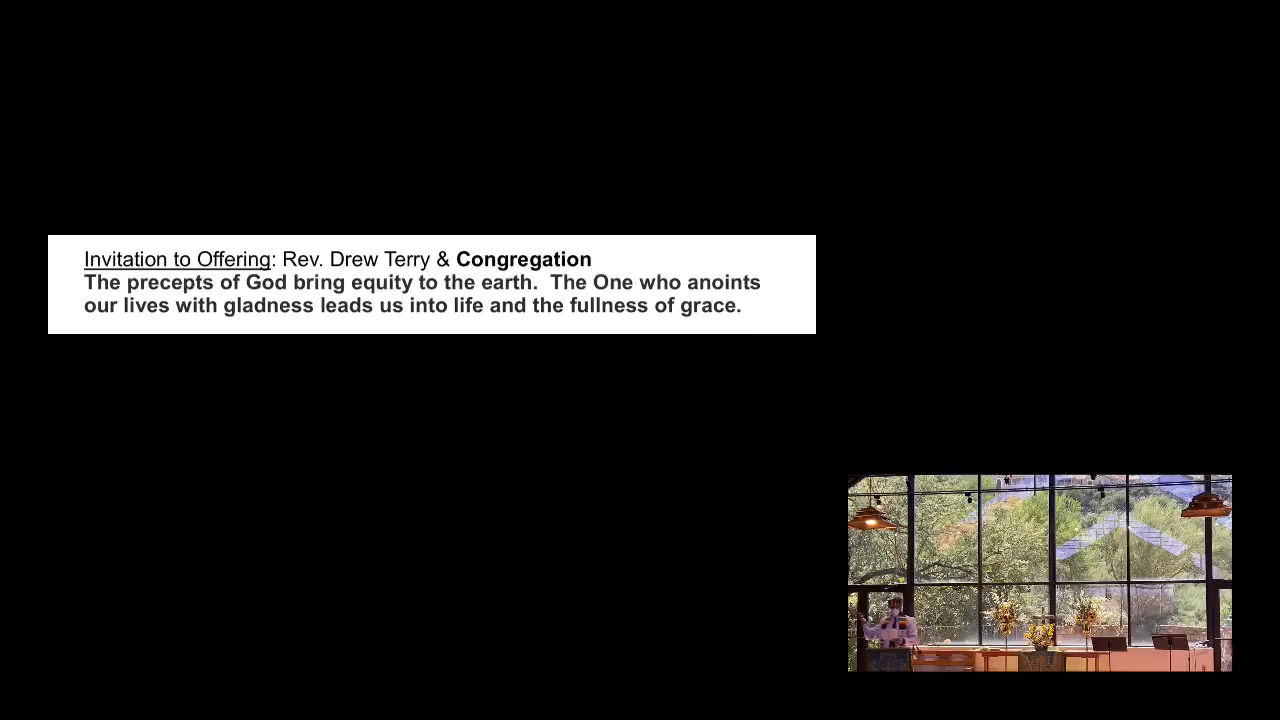 Invitation to Offering: Rev. Drew Terry & Congregation
The precepts of God bring equity to the earth.  The One who anoints
our lives with gladness leads us into life and the fullness of grace.